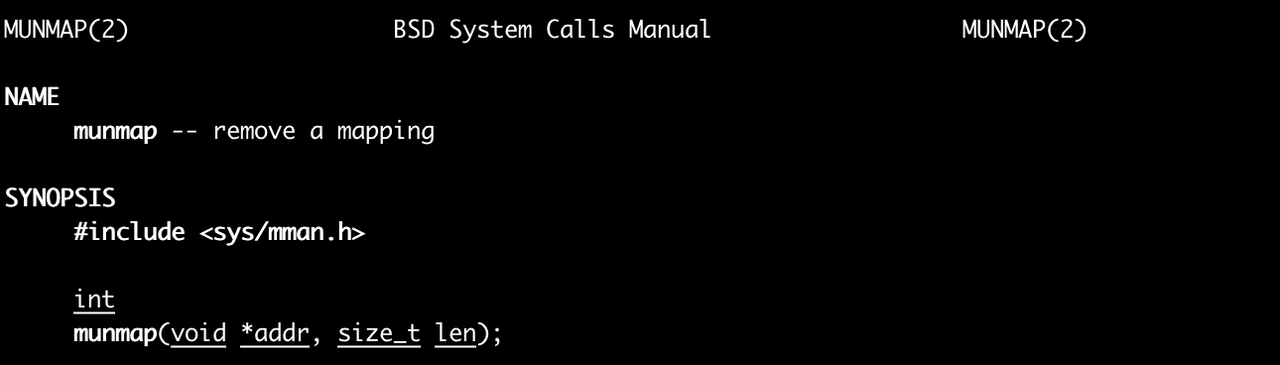 MUNMAP(2) BSD System Calls Manual MUNMAP(2)
NAME
munmap -- remove a mapping
SYNOPSIS
#include <sys/mman.h>
int
munmap(void *addr, size_t len);